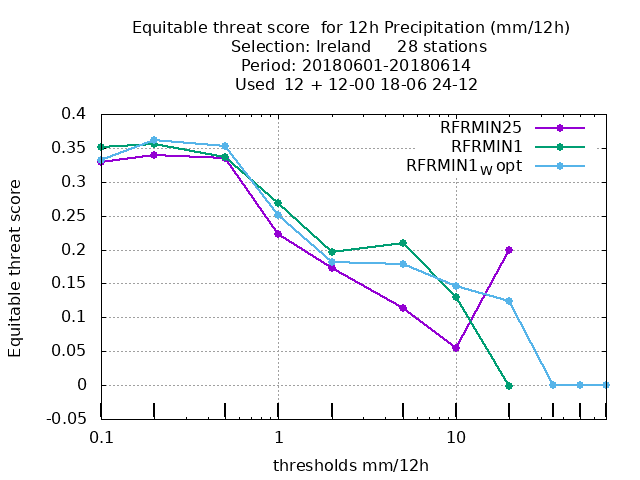 Equitable threat score  for 12h Precipitation (mm/12h)
Selection: Ireland     28 stations
Period: 20180601-20180614
Used  12 + 12-00 18-06 24-12
RFRMIN25
RFRMIN1
RFRMIN1W opt
Equitable threat score
0.4
0.35
0.3
0.25
0.2
0.15
0.1
0.05
0
-0.05
0.1 1 10
thresholds mm/12h